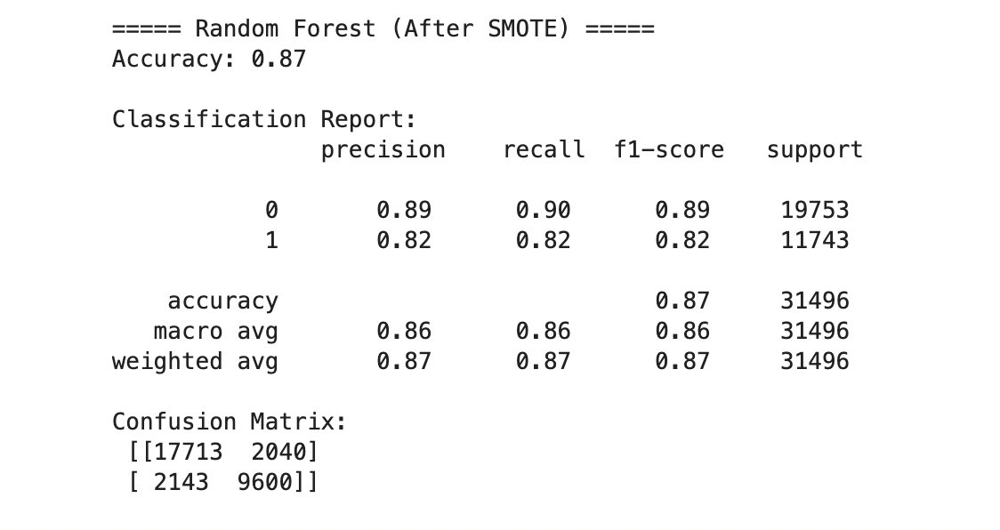 ===== Random Forest (After SMOTE) =====
Accuracy: 0.87
Classification Report:
precision recall f1-score support
0 0.89 0.90 0.89 19753
1 0.82 0.82 0.82 11743
accuracy 0.87 31496
macro avg 0.86 0.86 0.86 31496
weighted avg 0.87 0.87 0.87 31496
Confusion Matrix:
[[17713 2040]
[ 2143 9600]]